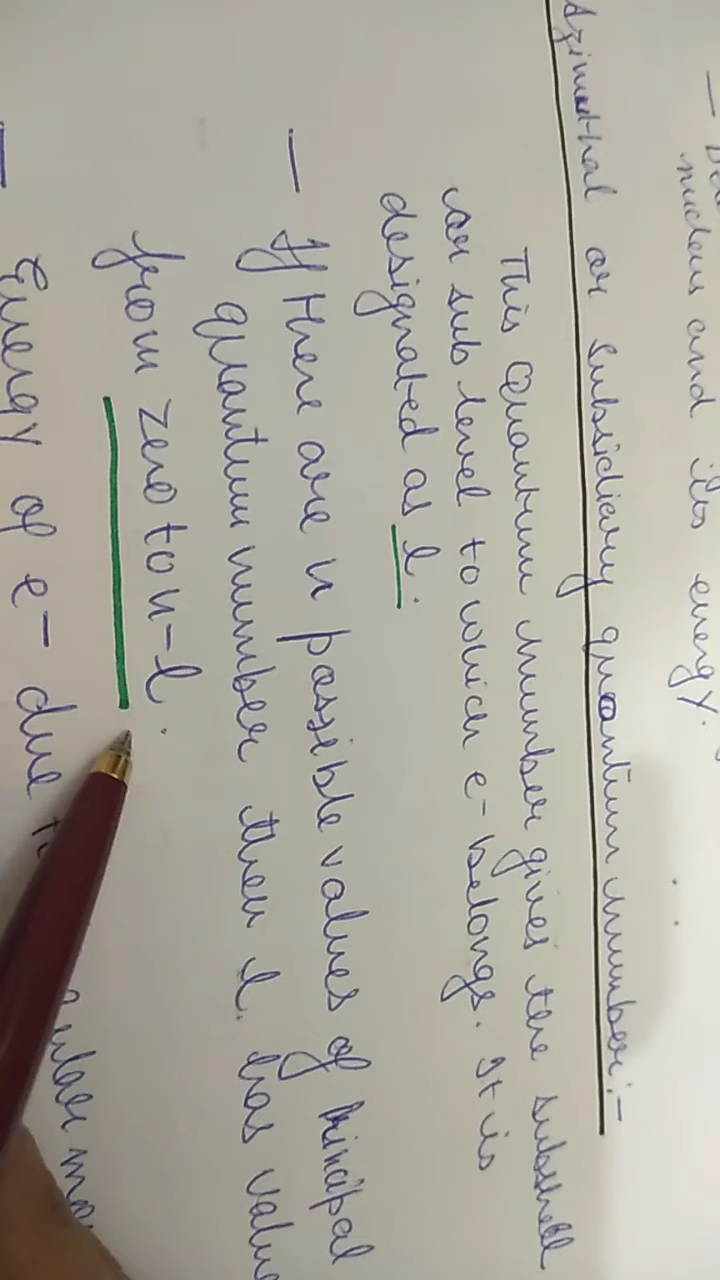 nucleus and its energy.
Azimuthal or subsidiary quantum number:-
This Quantum number gives the subshell
or sub level to which e- belongs. It is
designated as l.
- If there are n possible values of Principal
quantum number then l. has value
from zero to n-l.
- Energy of e- due